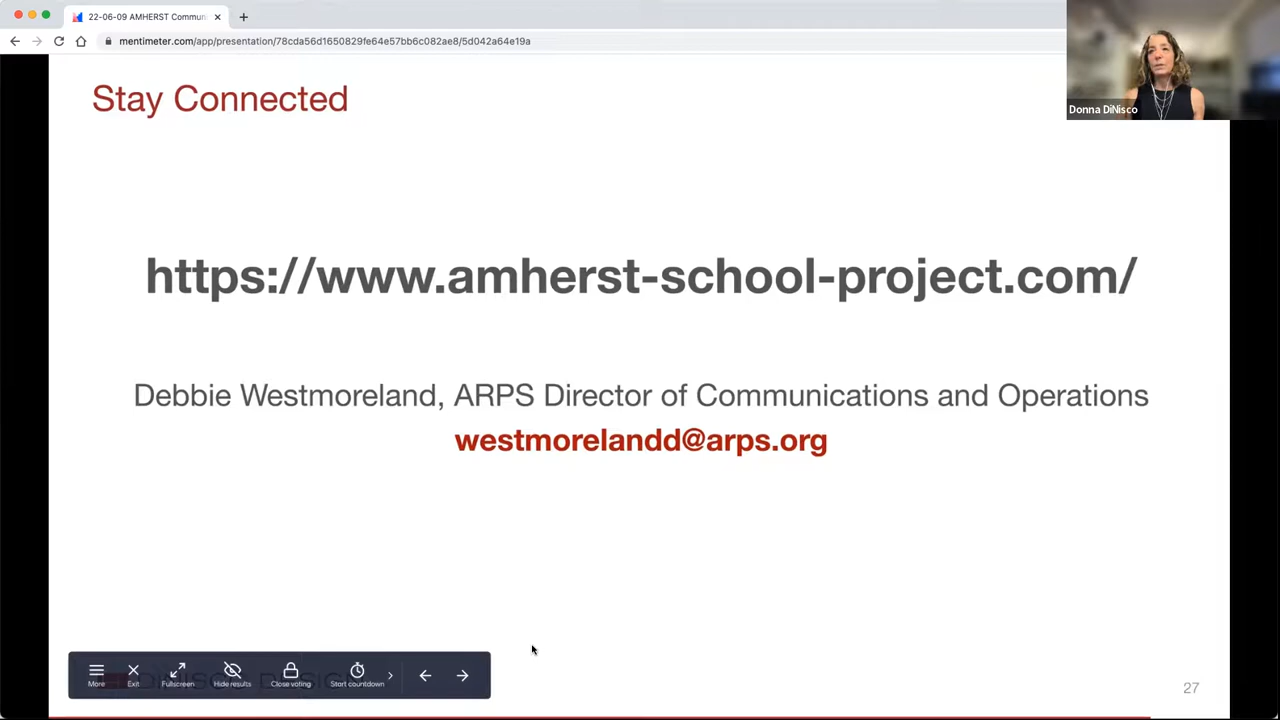 22-06-09 AMHERST Commun
mentimeter.com/app/presentation/78cda56d1650829fe64e57bb6c082ae8/5d042a64e19a
Donna DiNisco
Stay Connected
https://www.amherst-school-project.com/
Debbie Westmoreland, ARPS Director of Communications and Operations
westmorelandd@arps.org
More Exit Fullscreen Hide results Close voting Start countdown
27